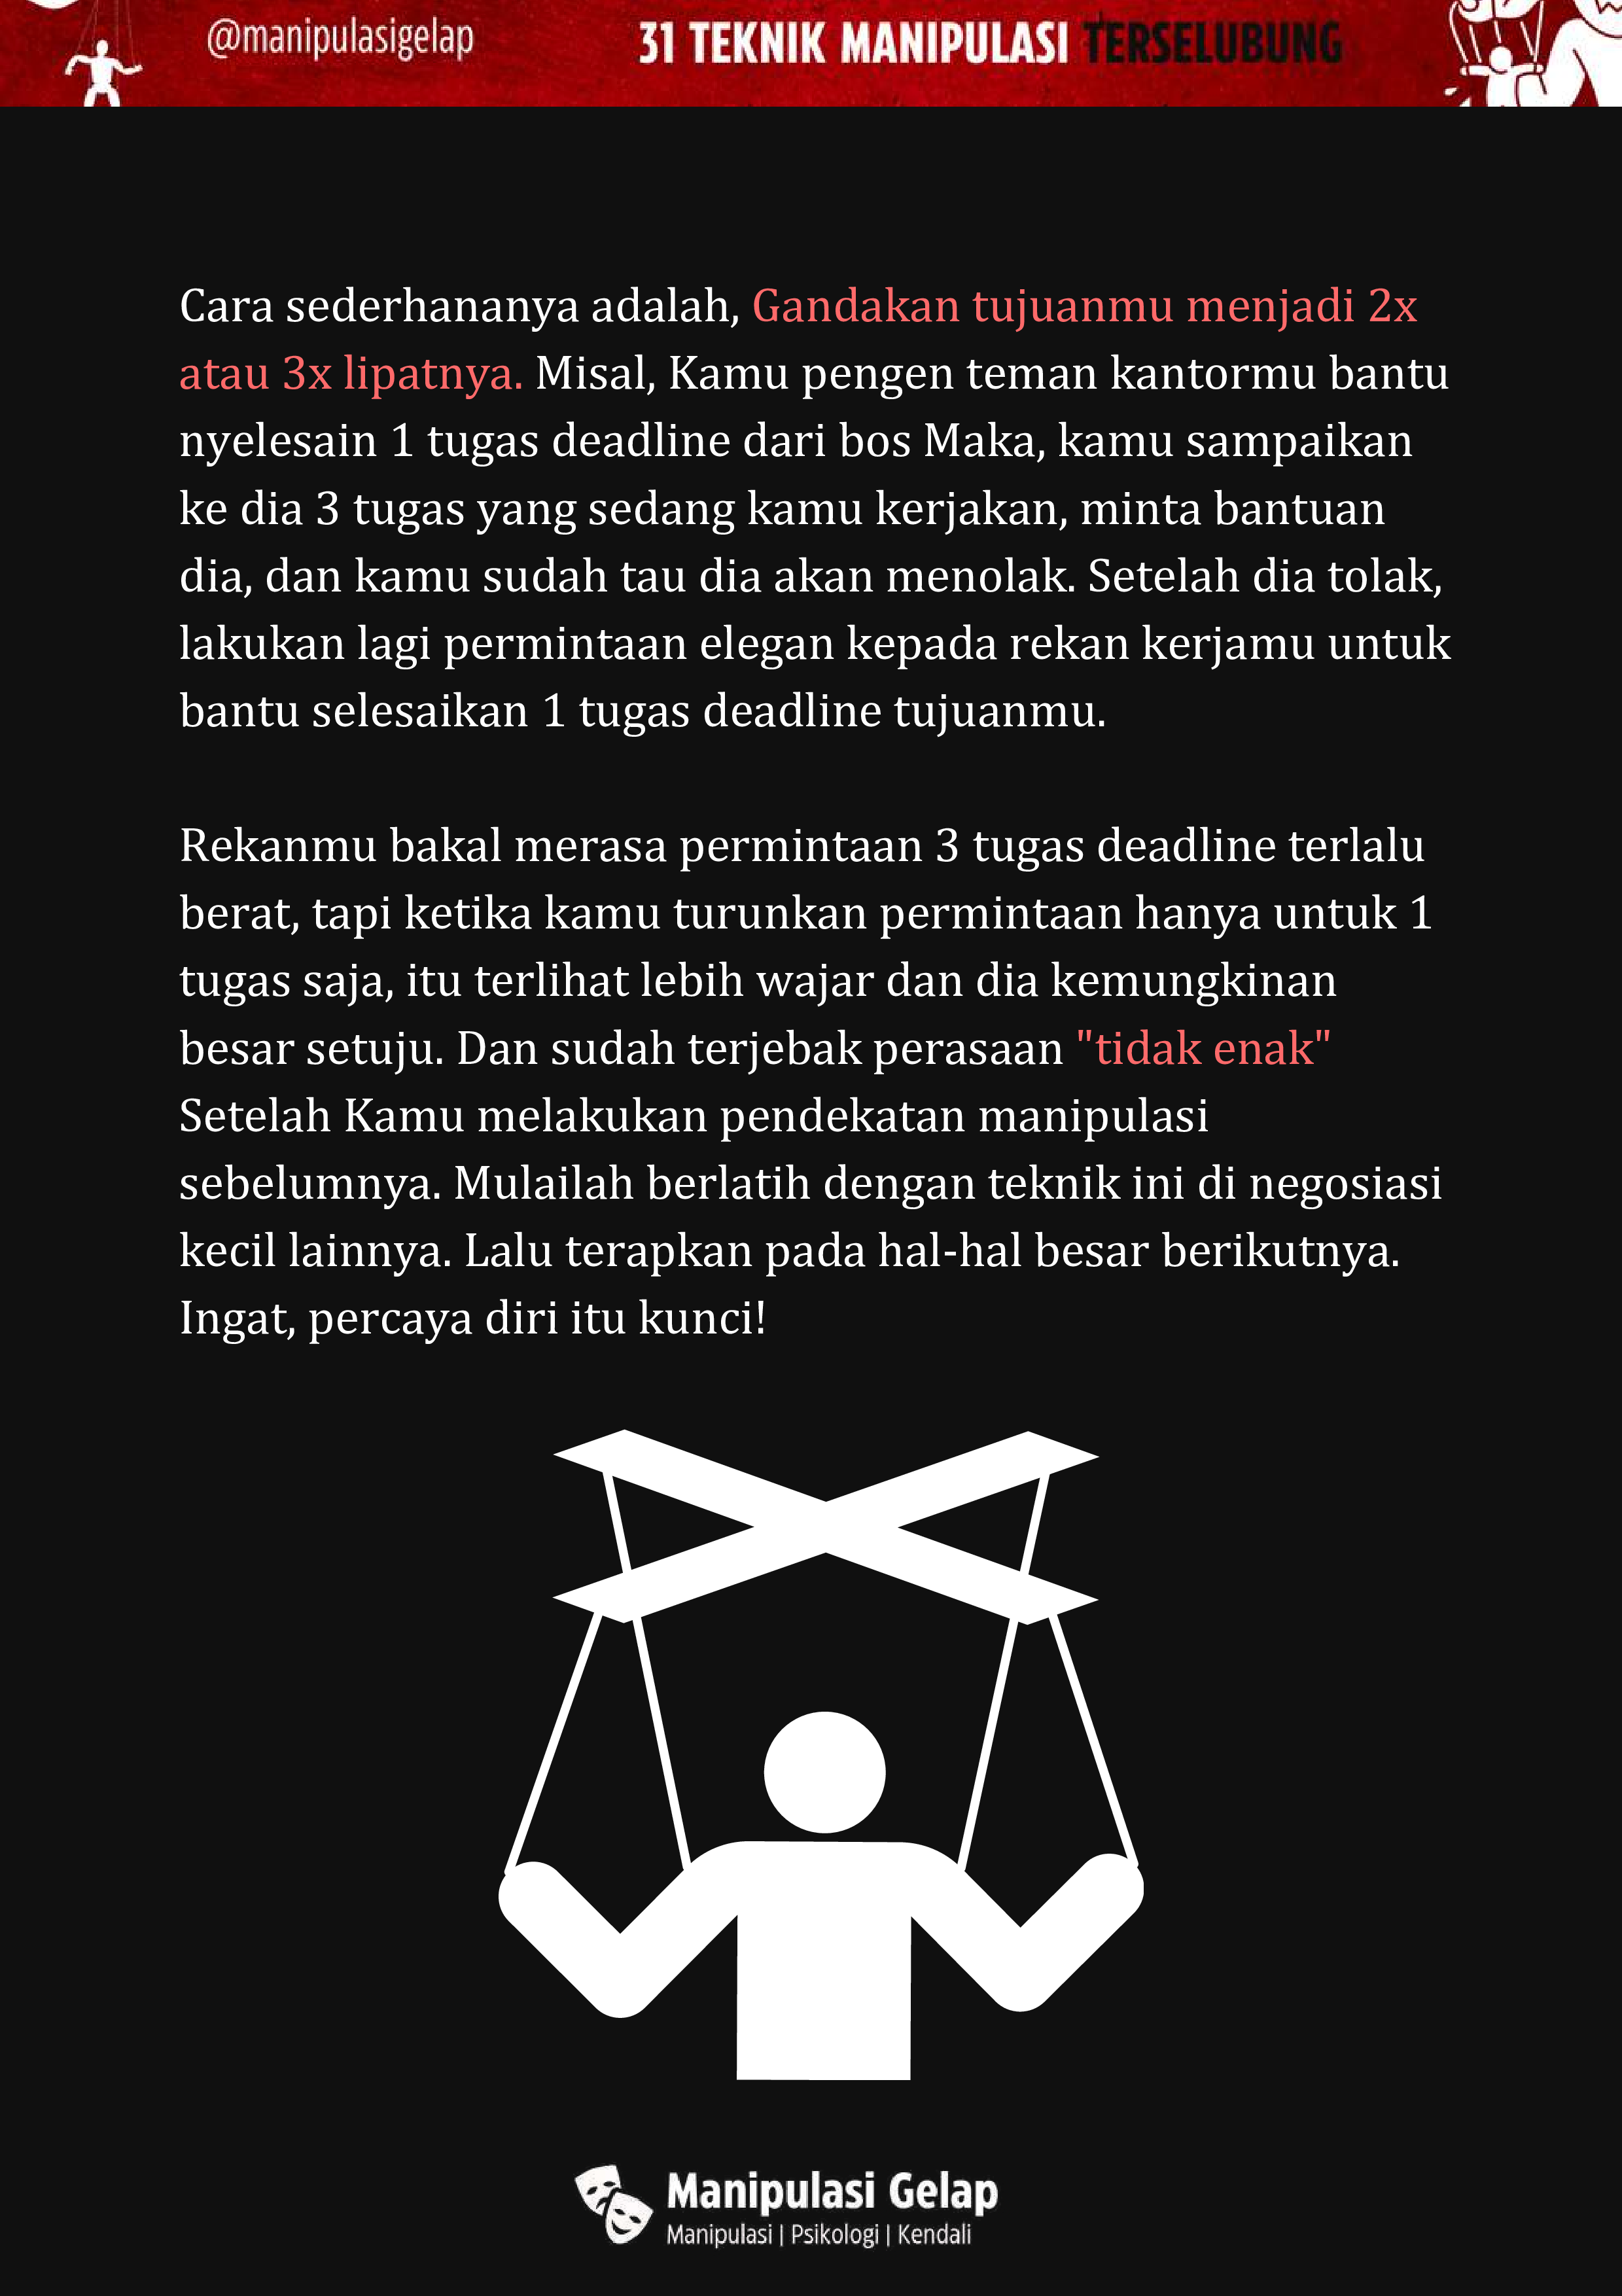 @manipulasigelap
31 TEKNIK MANIPULASI TERSELUBUNG
Cara sederhananya adalah, Gandakan tujuanmu menjadi 2x
atau 3x lipatnya. Misal, Kamu pengen teman kantormu bantu
nyelesain 1 tugas deadline dari bos Maka, kamu sampaikan
ke dia 3 tugas yang sedang kamu kerjakan, minta bantuan
dia, dan kamu sudah tau dia akan menolak. Setelah dia tolak,
lakukan lagi permintaan elegan kepada rekan kerjamu untuk
bantu selesaikan 1 tugas deadline tujuanmu.
Rekanmu bakal merasa permintaan 3 tugas deadline terlalu
berat, tapi ketika kamu turunkan permintaan hanya untuk 1
tugas saja, itu terlihat lebih wajar dan dia kemungkinan
besar setuju. Dan sudah terjebak perasaan "tidak enak"
Setelah Kamu melakukan pendekatan manipulasi
sebelumnya. Mulailah berlatih dengan teknik ini di negosiasi
kecil lainnya. Lalu terapkan pada hal-hal besar berikutnya.
Ingat, percaya diri itu kunci!
Manipulasi Gelap
Manipulasi | Psikologi | Kendali